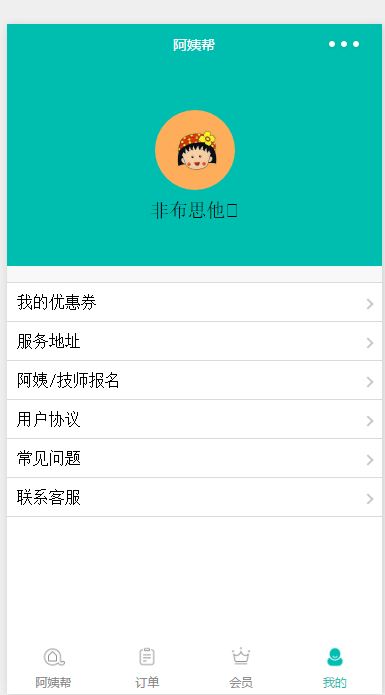 阿姨帮
非布思他
我的优惠券
服务地址
阿姨/技师报名
用户协议
常见问题
联系客服
阿姨帮
订单
会员
我的